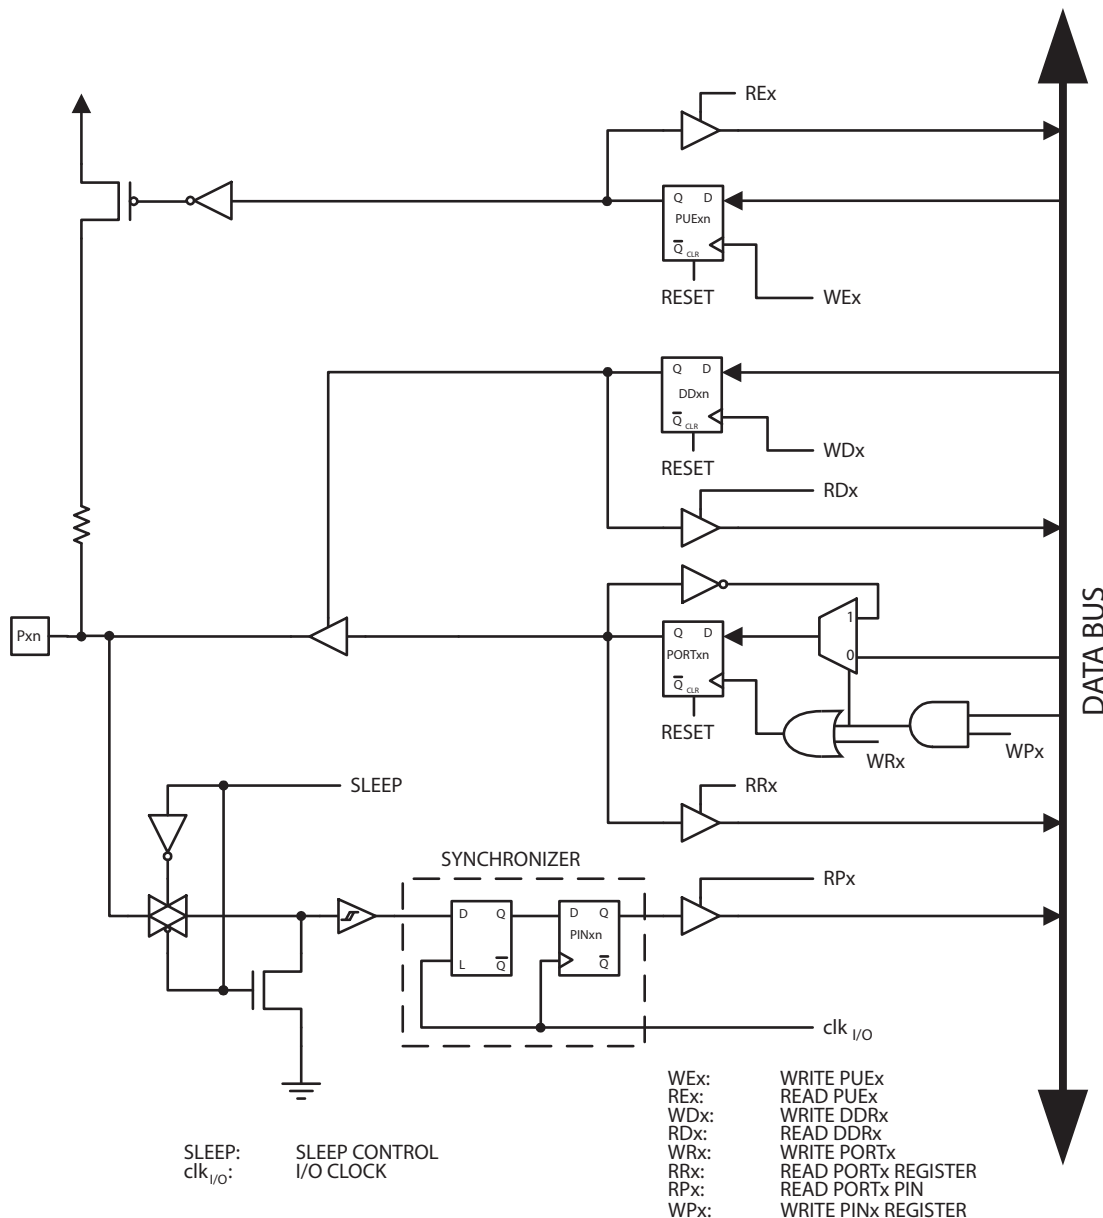 REx
Q D
PUExn
Q CLR
RESET
WEx
Q D
DDxn
Q CLR
RESET
WDx
RDx
Pxn
1
Q D
PORTxn
0
Q CLR
RESET
WRx
WPx
DATA BUS
SLEEP
RRx
SYNCHRONIZER
RPx
D Q
D Q
PINxn
L Q
Q
clk I/O
WEx: WRITE PUEx
REx: READ PUEx
WDx: WRITE DDRx
RDx: READ DDRx
WRx: WRITE PORTx
RRx: READ PORTx REGISTER
RPx: READ PORTx PIN
WPx: WRITE PINx REGISTER
SLEEP: SLEEP CONTROL
clk I/O: I/O CLOCK